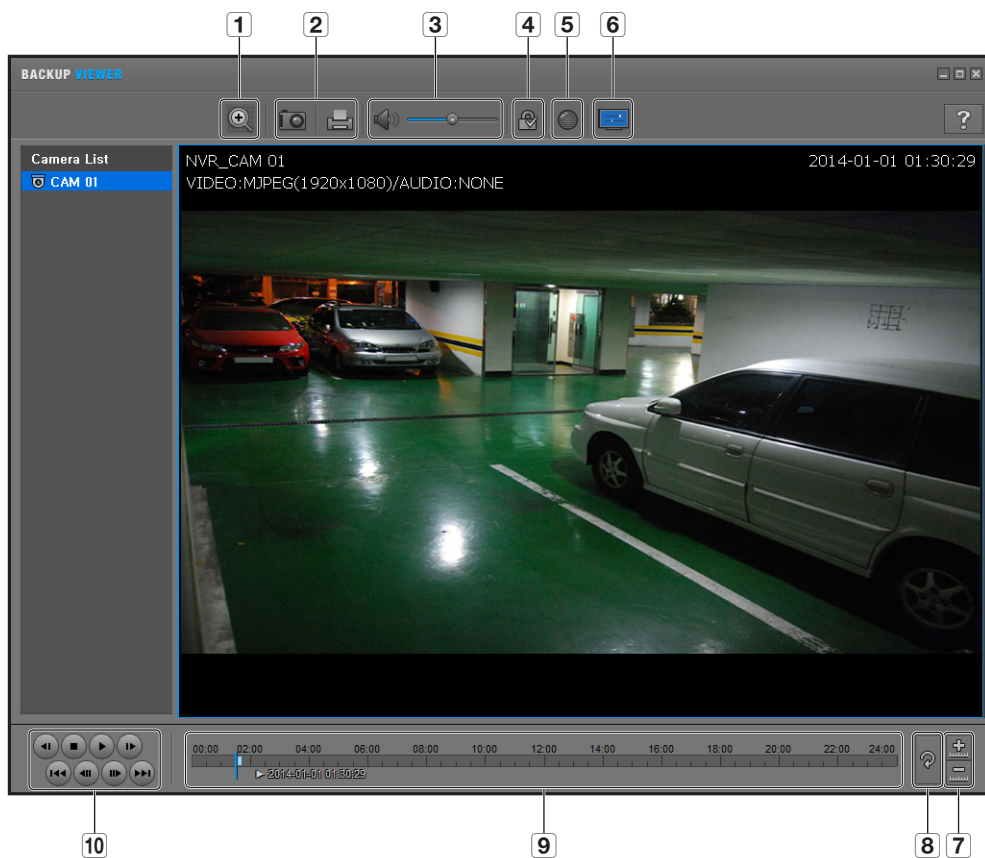 1 2 3 4 5 6
BACKUP VIEWER
?
Camera List
CAM 01
NVR_CAM 01
2014-01-01 01:30:29
VIDEO:MJPEG(1920x1080)/AUDIO:NONE
00:00 02:00 04:00 06:00 08:00 10:00 12:00 14:00 16:00 18:00 20:00 22:00 24:00
2014-01-01 01:30:29
10 9 8 7